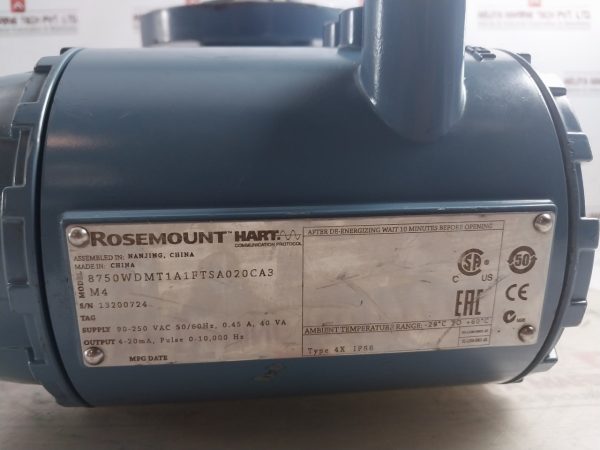 ROSEMOUNT™ HART
COMMUNICATION PROTOCOL
ASSEMBLED IN: NANJING, CHINA
MADE IN: CHINA
MODEL 8750WDMT1A1FTSA020CA3
M4
S/N 13200724
TAG
SUPPLY 90-250 VAC 50/60Hz, 0.45 A, 40 VA
OUTPUT 4-20mA, Pulse 0-10,000 Hz
MFG DATE
AFTER DE-ENERGIZING WAIT 10 MINUTES BEFORE OPENING
SA
C US
50
EAC
CE
AMBIENT TEMPERATURE RANGE: -29°C TO +60°C
Type 4X IP66